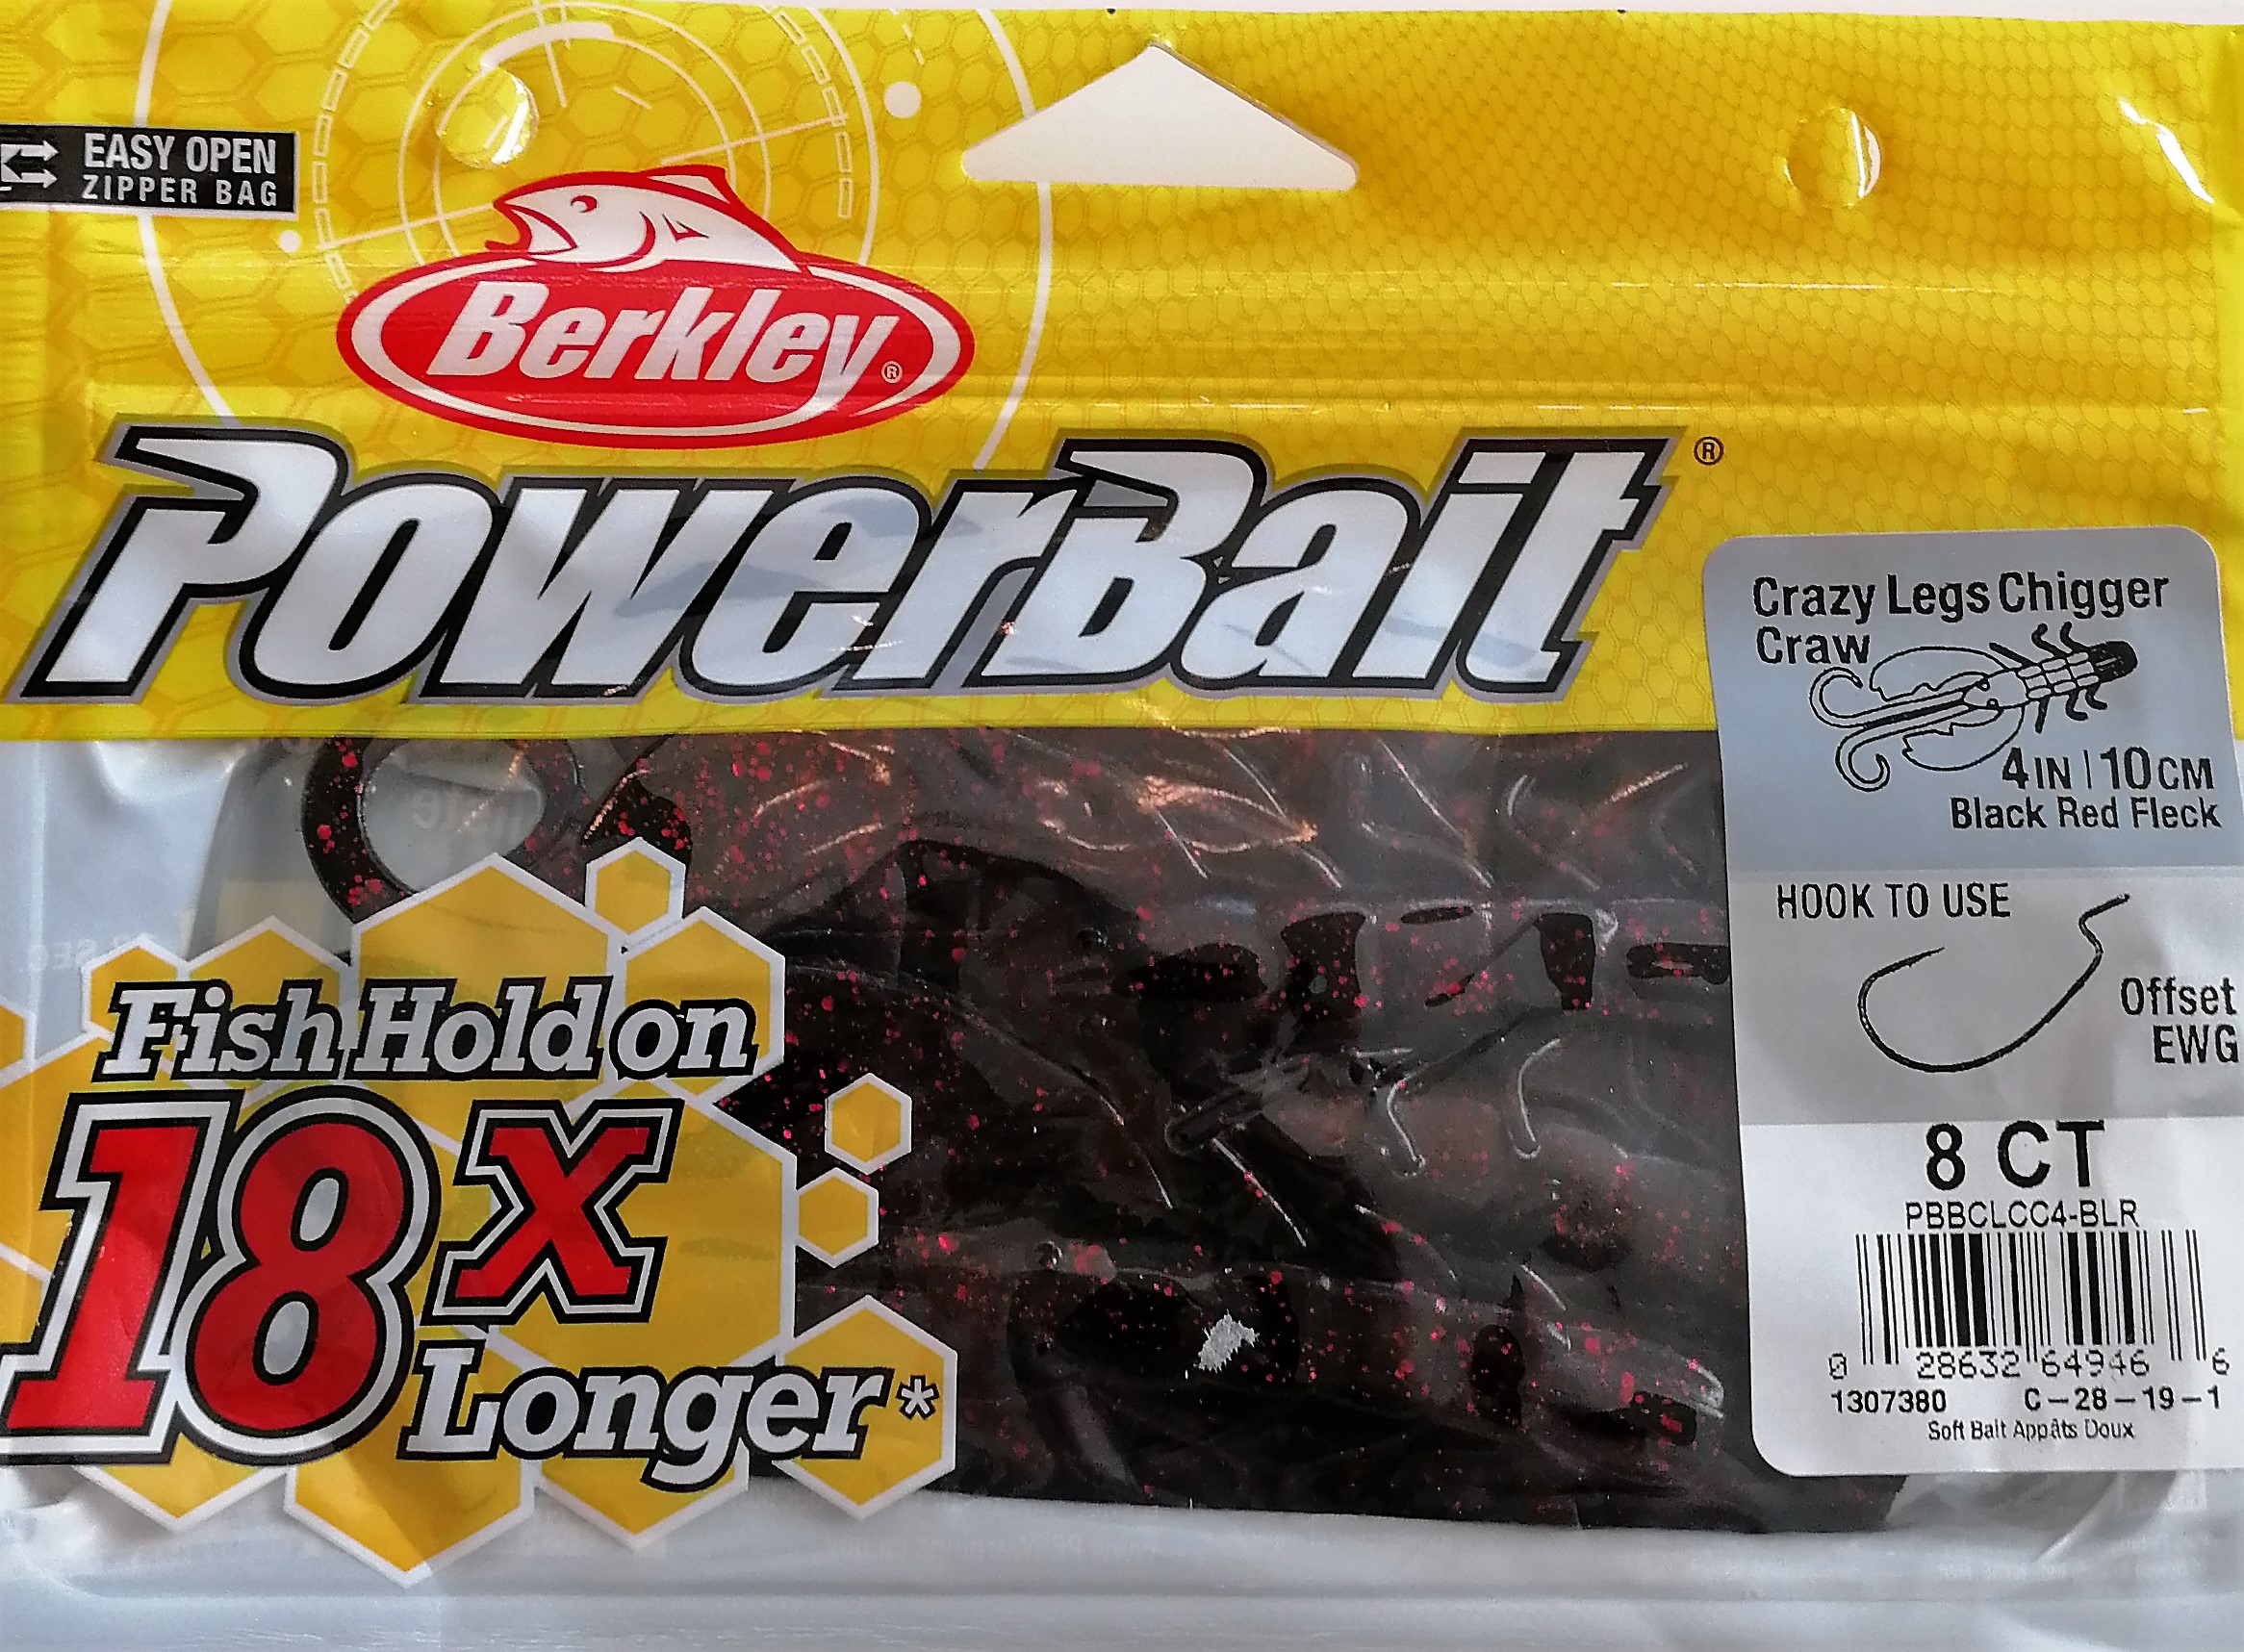 EASY OPEN
ZIPPER BAG
Berkley®
PowerBait®
Crazy Legs Chigger
Craw
4IN | 10CM
Black Red Fleck
HOOK TO USE
Offset
EWG
8 CT
PBBCLCC4-BLR
0 28632 64946 6
1307380 C-28-19-1
Soft Bait Appâts Doux
Fish Hold on
18X
Longer*